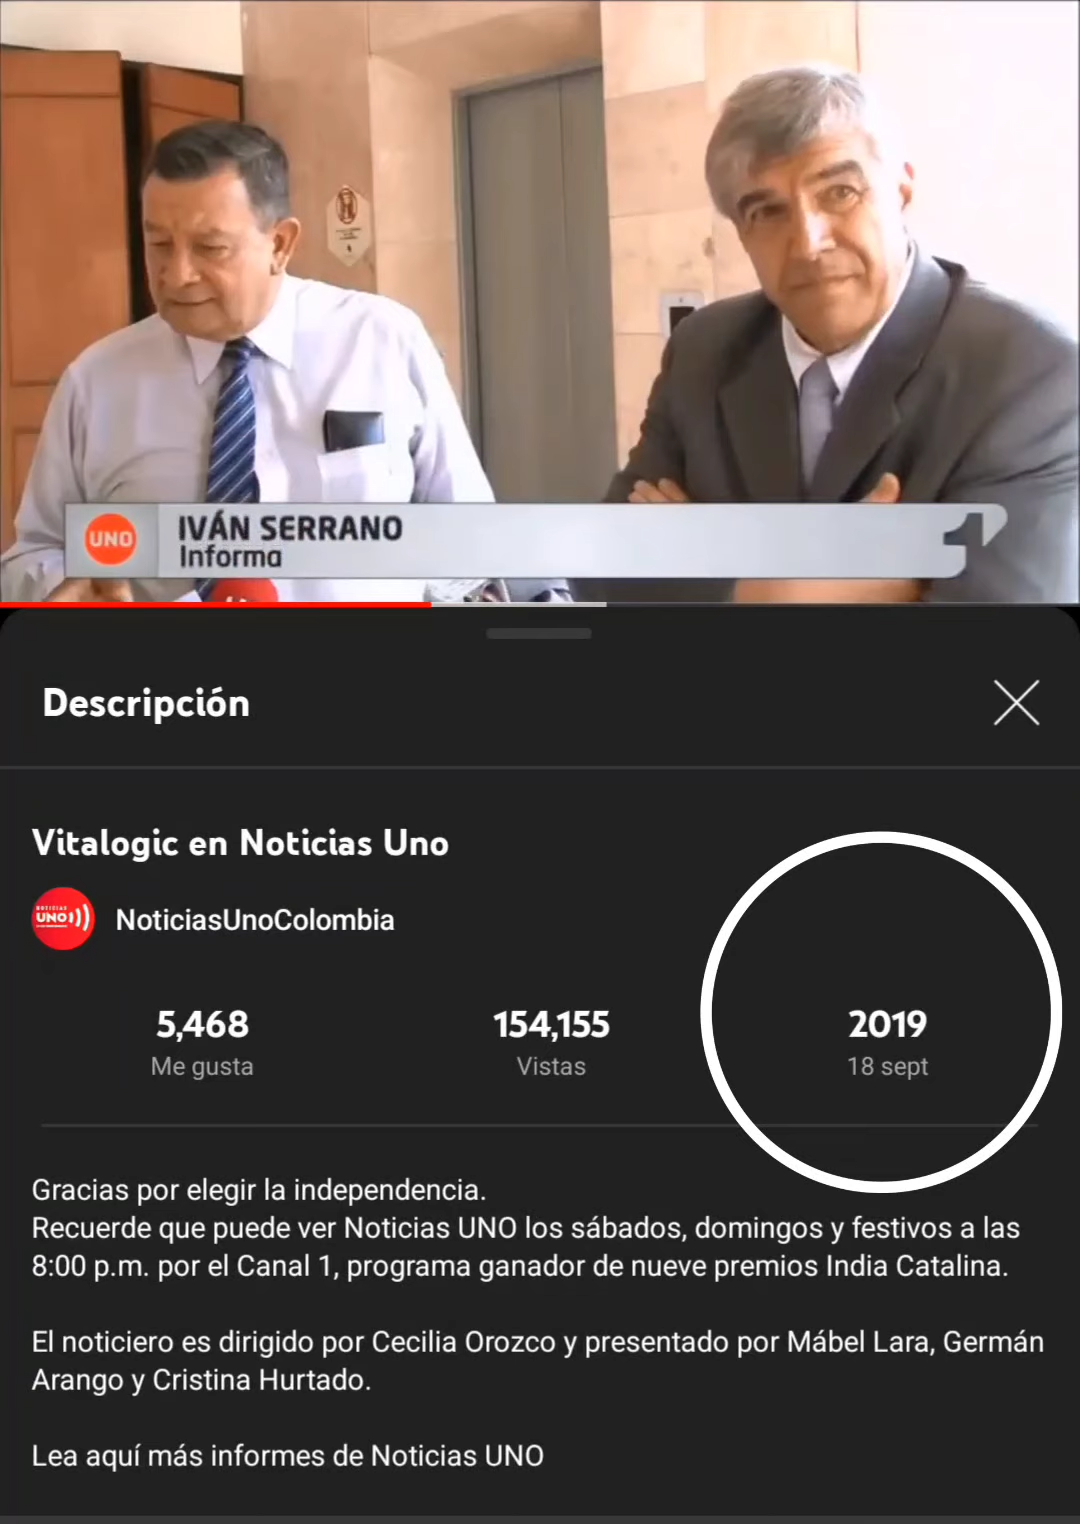 UNO
IVÁN SERRANO
Informa
1
Descripción
Vitalogic en Noticias Uno
NOTICIAS
UNO
NoticiasUnoColombia
5,468
154,155
2019
Me gusta
Vistas
18 sept
Gracias por elegir la independencia.
Recuerde que puede ver Noticias UNO los sábados, domingos y festivos a las
8:00 p.m. por el Canal 1, programa ganador de nueve premios India Catalina.
El noticiero es dirigido por Cecilia Orozco y presentado por Mábel Lara, Germán
Arango y Cristina Hurtado.
Lea aquí más informes de Noticias UNO